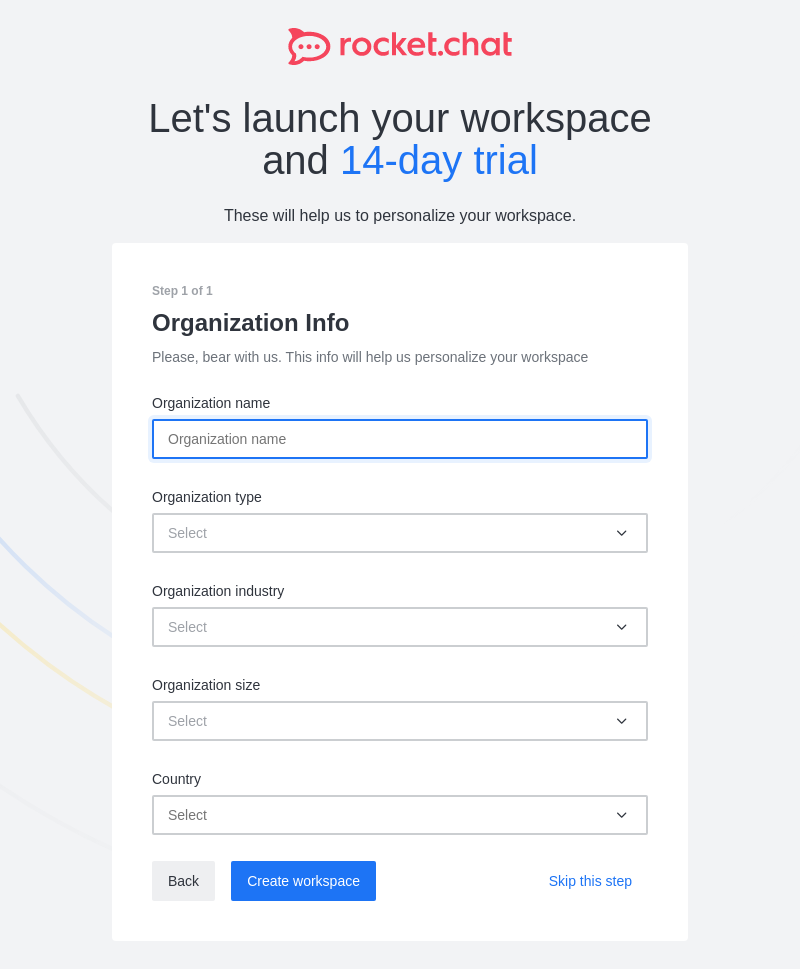 rocket.chat
Let's launch your workspace
and 14-day trial
These will help us to personalize your workspace.
Step 1 of 1
Organization Info
Please, bear with us. This info will help us personalize your workspace
Organization name
Organization name
Organization type
Select
Organization industry
Select
Organization size
Select
Country
Select
Back Create workspace Skip this step